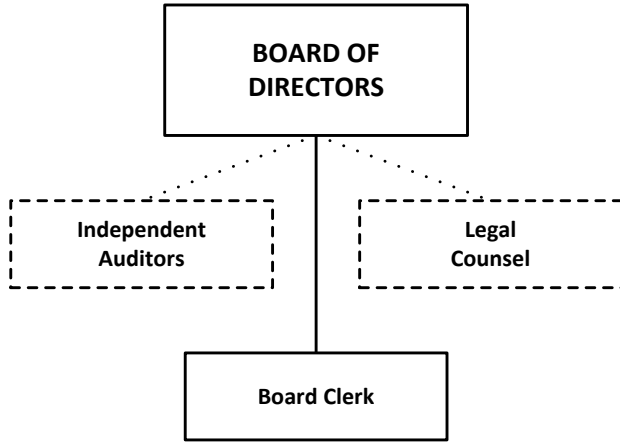 BOARD OF
DIRECTORS
Independent
Auditors
Legal
Counsel
Board Clerk